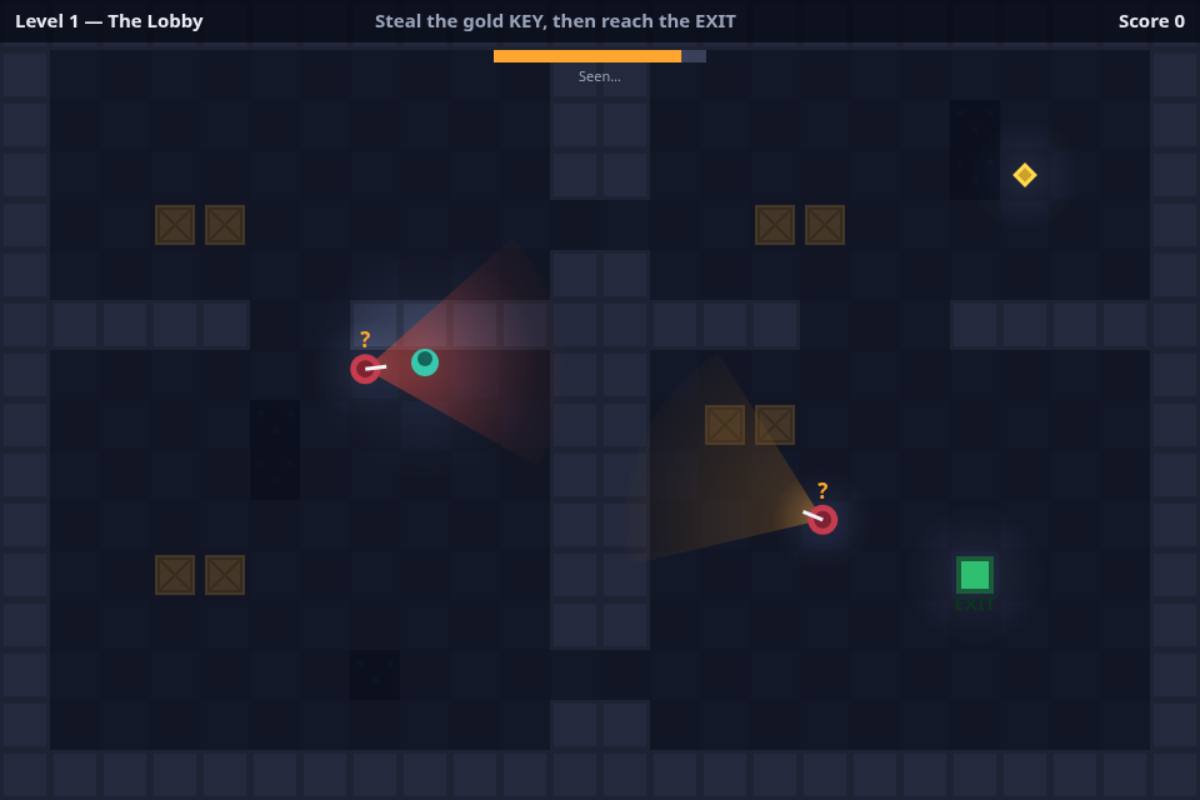 Level 1 — The Lobby
Steal the gold KEY, then reach the EXIT
Score 0
Seen...
?
?
EXIT